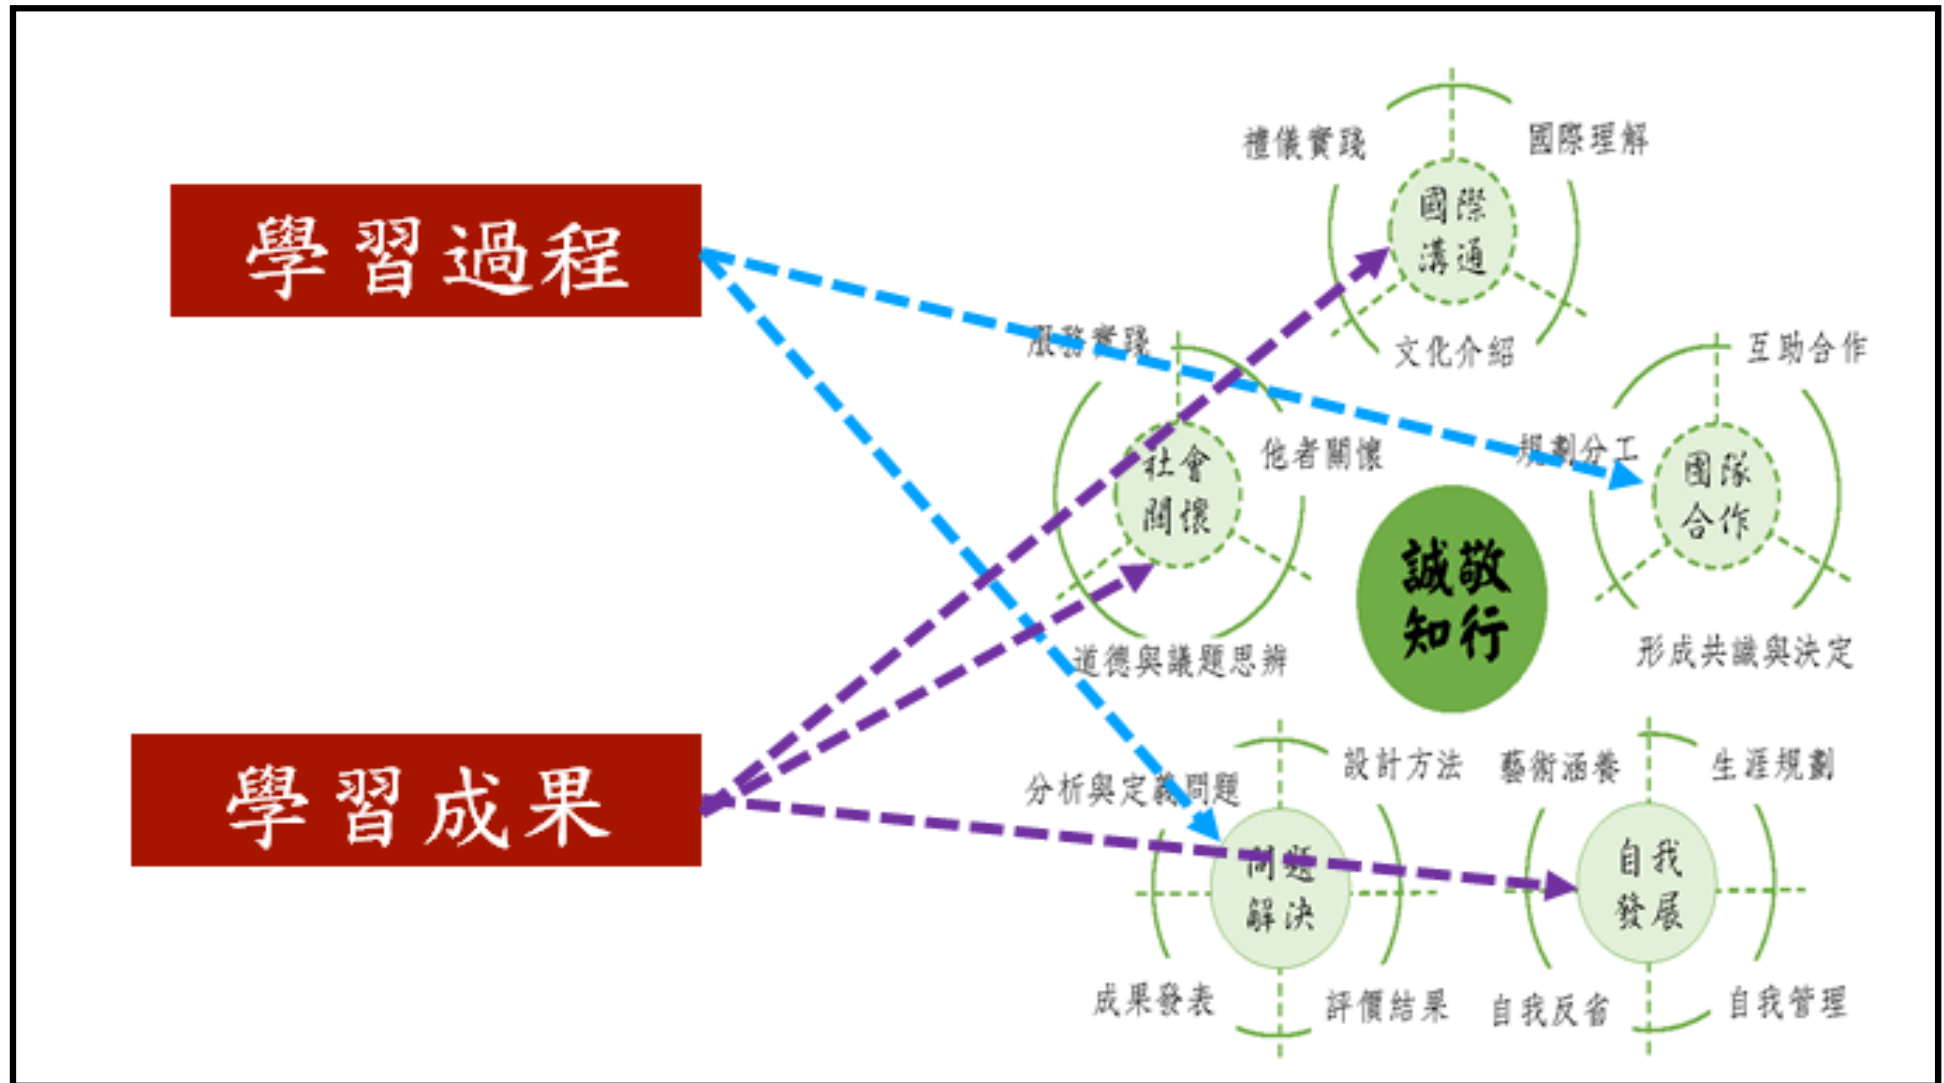 學習過程
學習成果
禮儀實踐
國際理解
國際
溝通
文化介紹
服務實踐
他者關懷
社會
關懷
道德與議題思辨
互助合作
規劃分工
團隊
合作
形成共識與決定
誠敬
知行
分析與定義問題
設計方法
問題
解決
成果發表
評價結果
藝術涵養
生涯規劃
自我
發展
自我反省
自我管理